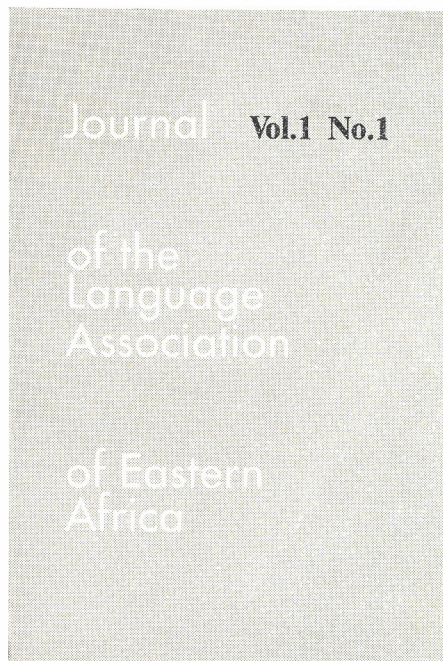 Journal Vol.1 No.1
of the
Language
Association
of Eastern
Africa